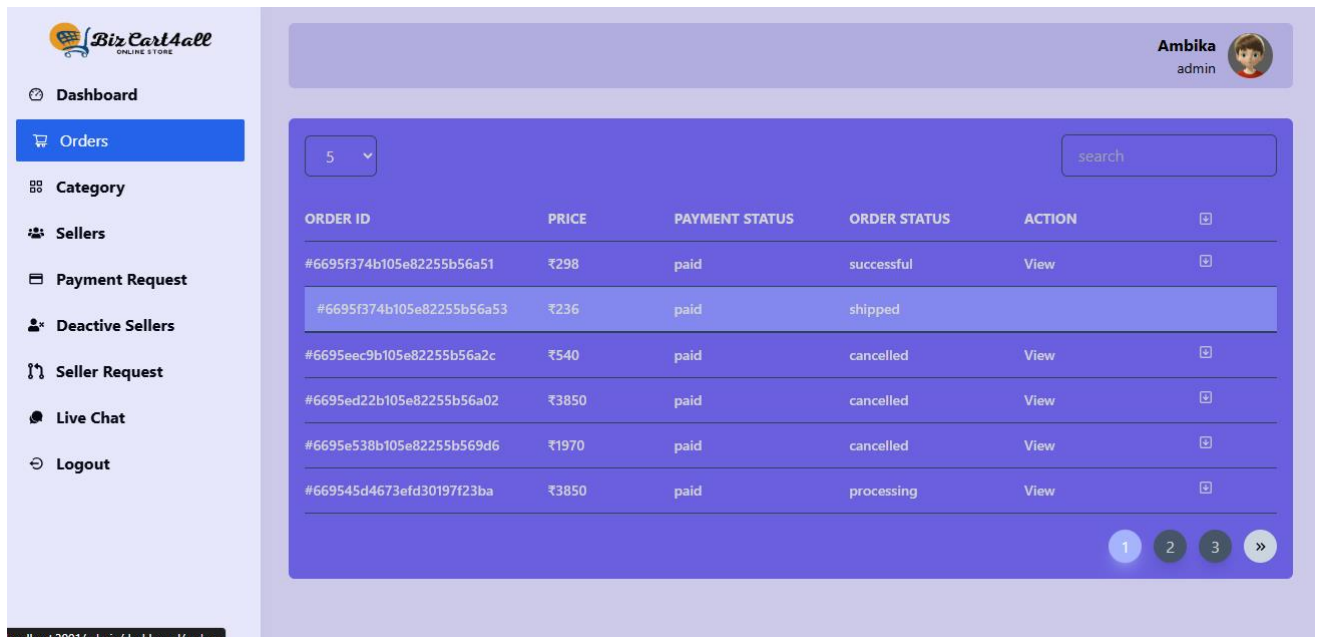 BizCart4all
ONLINE STORE
Ambika
admin
Dashboard
Orders
Category
Sellers
Payment Request
Deactive Sellers
Seller Request
Live Chat
Logout
5 search
ORDER ID PRICE PAYMENT STATUS ORDER STATUS ACTION
#6695f374b105e82255b56a51 ₹298 paid successful View
#6695f374b105e82255b56a53 ₹236 paid shipped
#6695eec9b105e82255b56a2c ₹540 paid cancelled View
#6695ed22b105e82255b56a02 ₹3850 paid cancelled View
#6695e538b105e82255b569d6 ₹1970 paid cancelled View
#669545d4673efd30197f23ba ₹3850 paid processing View
1 2 3 »